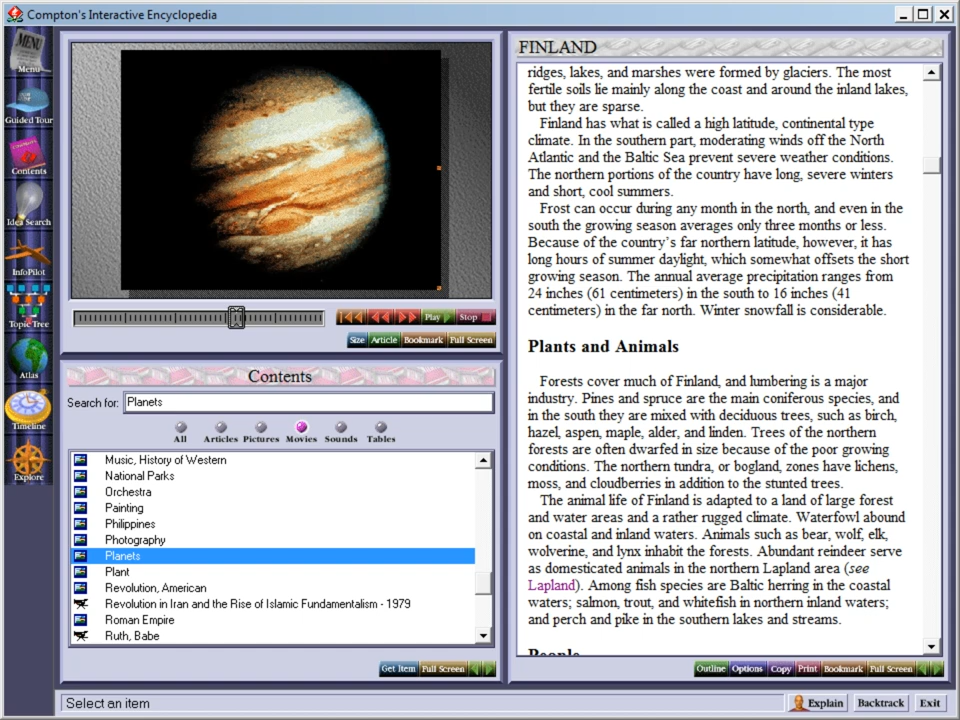 Compton's Interactive Encyclopedia
MENU
Menu
Guided Tour
Contents
Idea Search
InfoPilot
Topic Tree
Atlas
Timeline
Explore
Play
Stop
Size
Article
Bookmark
Full Screen
Contents
Search for:
Planets
All
Articles
Pictures
Movies
Sounds
Tables
Music, History of Western
National Parks
Orchestra
Painting
Philippines
Photography
Planets
Plant
Revolution, American
Revolution in Iran and the Rise of Islamic Fundamentalism - 1979
Roman Empire
Ruth, Babe
Get Item
Full Screen
FINLAND
ridges, lakes, and marshes were formed by glaciers. The most
fertile soils lie mainly along the coast and around the inland lakes,
but they are sparse.
Finland has what is called a high latitude, continental type
climate. In the southern part, moderating winds off the North
Atlantic and the Baltic Sea prevent severe weather conditions.
The northern portions of the country have long, severe winters
and short, cool summers.
Frost can occur during any month in the north, and even in the
south the growing season averages only three months or less.
Because of the country's far northern latitude, however, it has
long hours of summer daylight, which somewhat offsets the short
growing season. The annual average precipitation ranges from
24 inches (61 centimeters) in the south to 16 inches (41
centimeters) in the far north. Winter snowfall is considerable.
Plants and Animals
Forests cover much of Finland, and lumbering is a major
industry. Pines and spruce are the main coniferous species, and
in the south they are mixed with deciduous trees, such as birch,
hazel, aspen, maple, alder, and linden. Trees of the northern
forests are often dwarfed in size because of the poor growing
conditions. The northern tundra, or bogland, zones have lichens,
moss, and cloudberries in addition to the stunted trees.
The animal life of Finland is adapted to a land of large forest
and water areas and a rather rugged climate. Waterfowl abound
on coastal and inland waters. Animals such as bear, wolf, elk,
wolverine, and lynx inhabit the forests. Abundant reindeer serve
as domesticated animals in the northern Lapland area (see
Lapland). Among fish species are Baltic herring in the coastal
waters; salmon, trout, and whitefish in northern inland waters;
and perch and pike in the southern lakes and streams.
People
Outline
Options
Copy
Print
Bookmark
Full Screen
Select an item
Explain
Backtrack
Exit